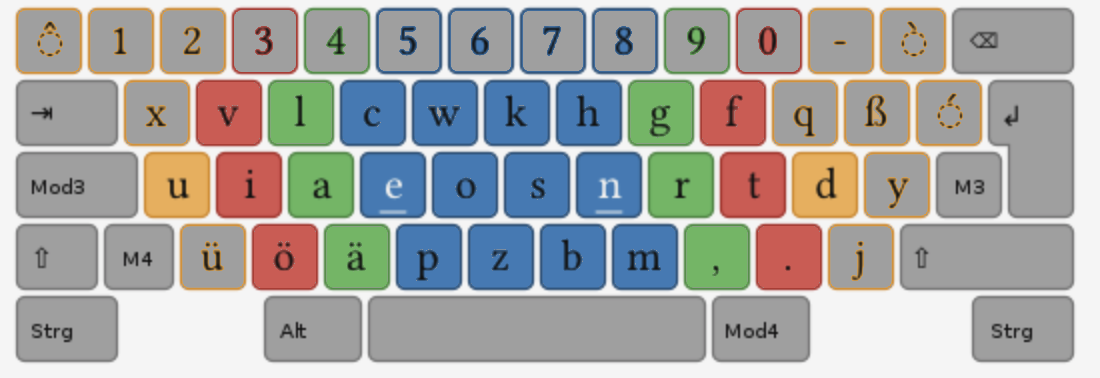 ◌̂ 1 2 3 4 5 6 7 8 9 0 - ◌̀ ⌫
⇥ x v l c w k h g f q ß ◌́ ↲
Mod3 u i a e o s n r t d y M3
⇧ M4 ü ö ä p z b m , . j ⇧
Strg Alt Mod4 Strg